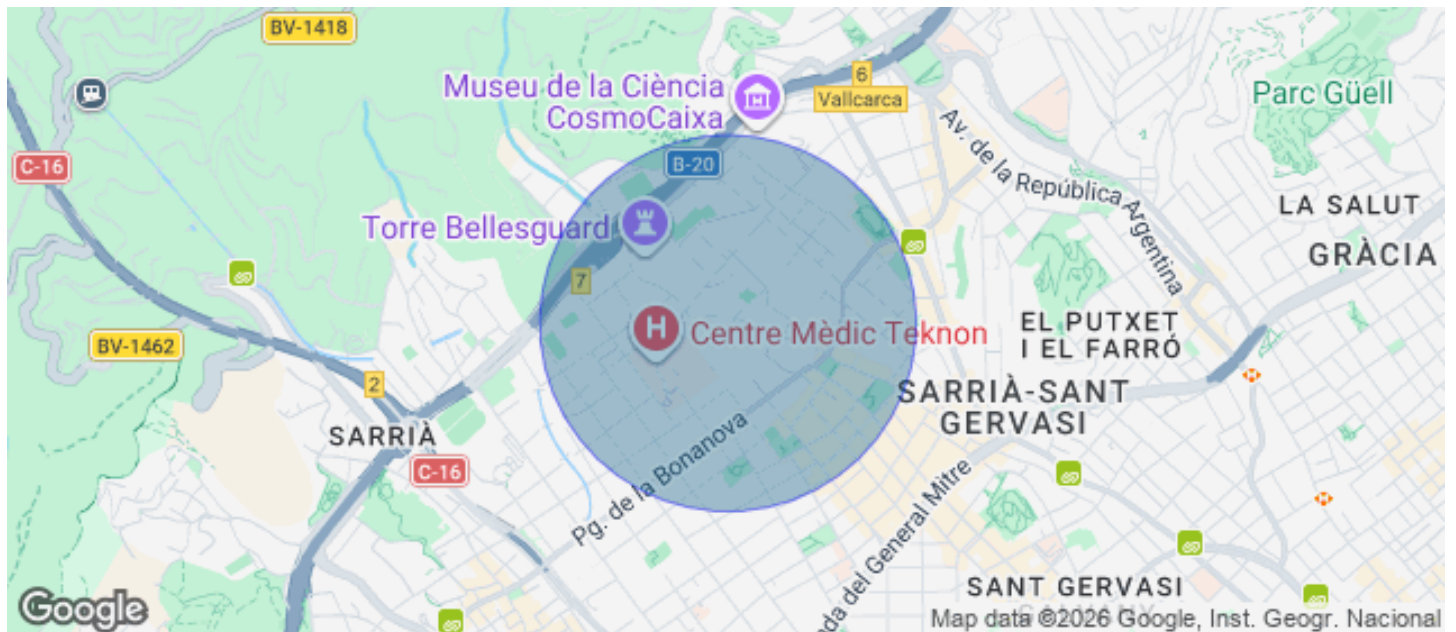 BV-1418
Museu de la Ciència
CosmoCaixa
6
Vallcarca
Parc Güell
C-16
B-20
Av. de la República Argentina
LA SALUT
Torre Bellesguard
GRÀCIA
7
H
Centre Mèdic Teknon
EL PUTXET
I EL FARRÓ
BV-1462
2
SARRIÀ-SANT
GERVASI
SARRIÀ
C-16
Pg. de la Bonanova
da del General Mitre
SANT GERVASI
Google
Map data ©2026 Google, Inst. Geogr. Nacional